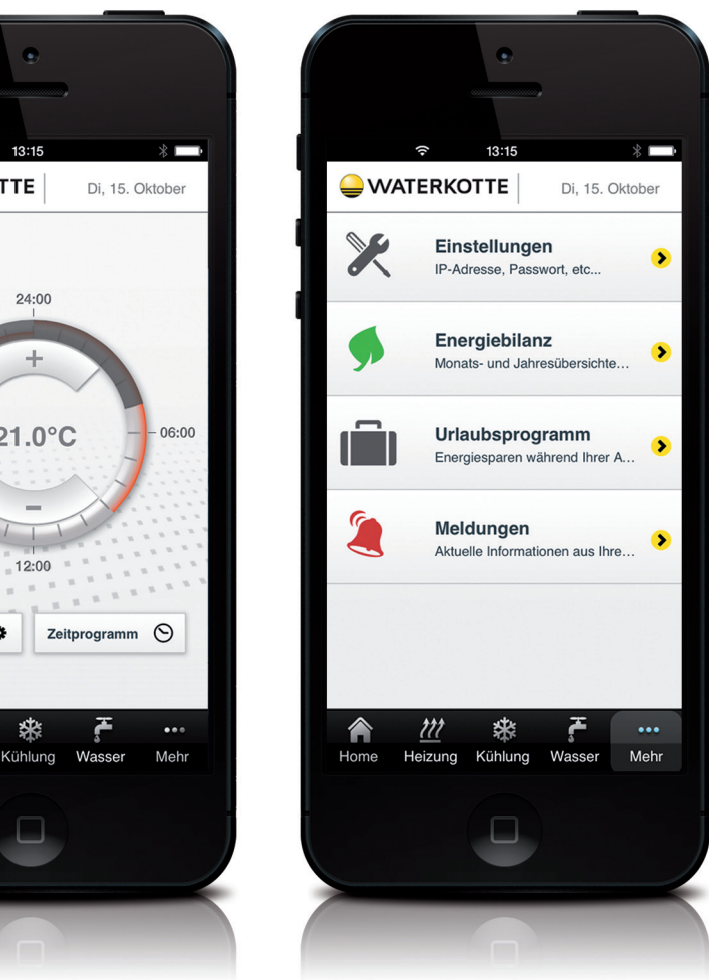 13:15
TTE
Di, 15. Oktober
24:00
+
21.0°C
06:00
−
12:00
Zeitprogramm
Kühlung Wasser Mehr
13:15
WATERKOTTE
Di, 15. Oktober
Einstellungen
IP-Adresse, Passwort, etc...
Energiebilanz
Monats- und Jahresübersichte…
Urlaubsprogramm
Energiesparen während Ihrer A…
Meldungen
Aktuelle Informationen aus Ihre…
Home Heizung Kühlung Wasser Mehr